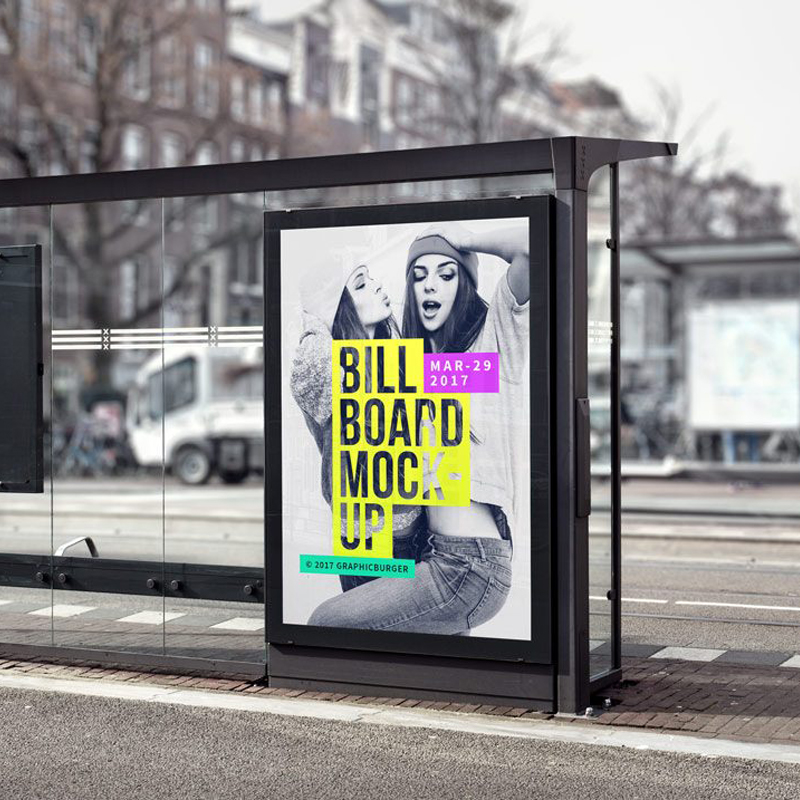 BILL
MAR-29
2017
BOARD
MOCK-
UP
© 2017 GRAPHICBURGER